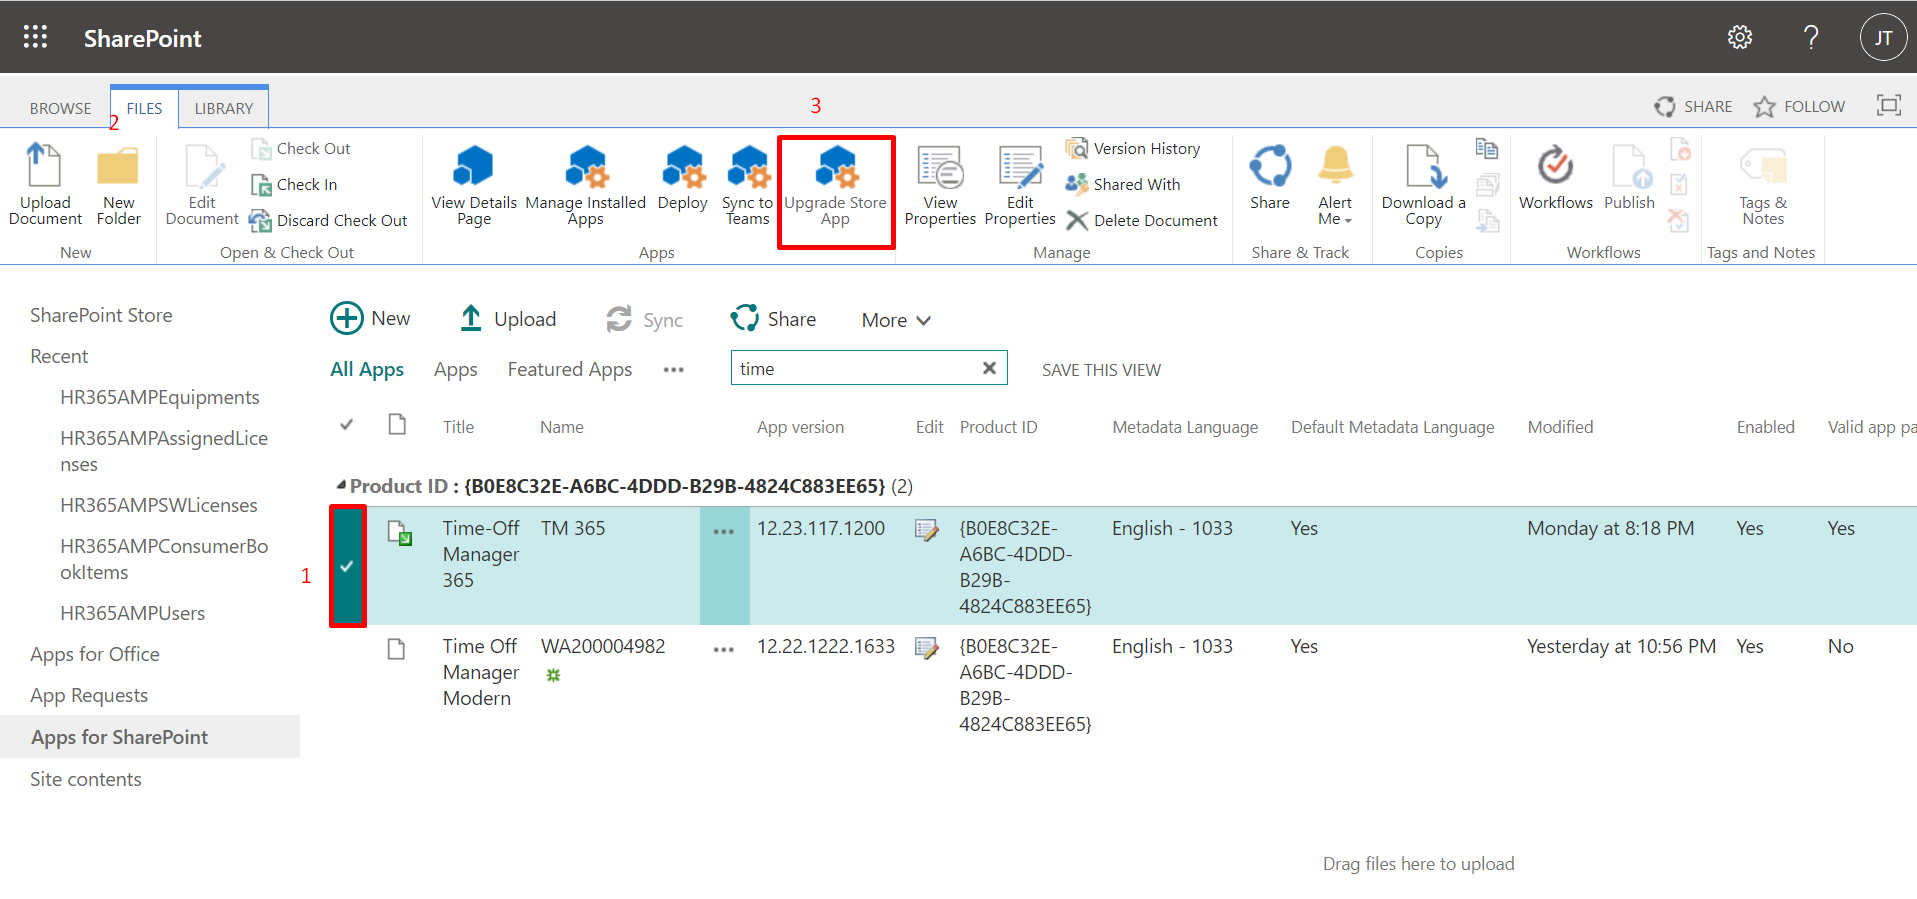 SharePoint
JT
BROWSE
FILES
LIBRARY
3
SHARE
FOLLOW
2
Upload Document
New Folder
Edit Document
Check Out
Check In
Discard Check Out
View Details Page
Manage Installed Apps
Deploy
Sync to Teams
Upgrade Store App
View Properties
Edit Properties
Version History
Shared With
Delete Document
Share
Alert Me
Download a Copy
Workflows
Publish
Tags & Notes
New
Open & Check Out
Apps
Manage
Share & Track
Copies
Workflows
Tags and Notes
SharePoint Store
Recent
HR365AMPEquipments
HR365AMPAssignedLice
nses
HR365AMPSWLicenses
HR365AMPConsumerBo
okItems
HR365AMPUsers
Apps for Office
App Requests
Apps for SharePoint
Site contents
New
Upload
Sync
Share
More
All Apps
Apps
Featured Apps
•••
time
SAVE THIS VIEW
Title
Name
App version
Edit
Product ID
Metadata Language
Default Metadata Language
Modified
Enabled
Valid app pa
Product ID : {B0E8C32E-A6BC-4DDD-B29B-4824C883EE65} (2)
1
Time-Off
Manager
365
TM 365
•••
12.23.117.1200
{B0E8C32E-
A6BC-4DDD-
B29B-
4824C883EE65}
English - 1033
Yes
Monday at 8:18 PM
Yes
Yes
Time Off
Manager
Modern
WA200004982
•••
12.22.1222.1633
{B0E8C32E-
A6BC-4DDD-
B29B-
4824C883EE65}
English - 1033
Yes
Yesterday at 10:56 PM
Yes
No
Drag files here to upload